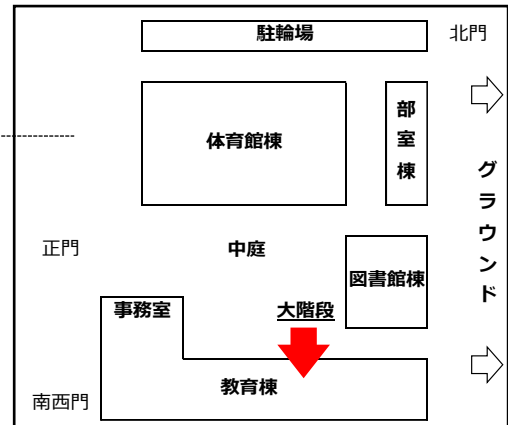 駐輪場
北門
体育館棟
部室棟
グラウンド
正門
中庭
図書館棟
事務室
大階段
教育棟
南西門